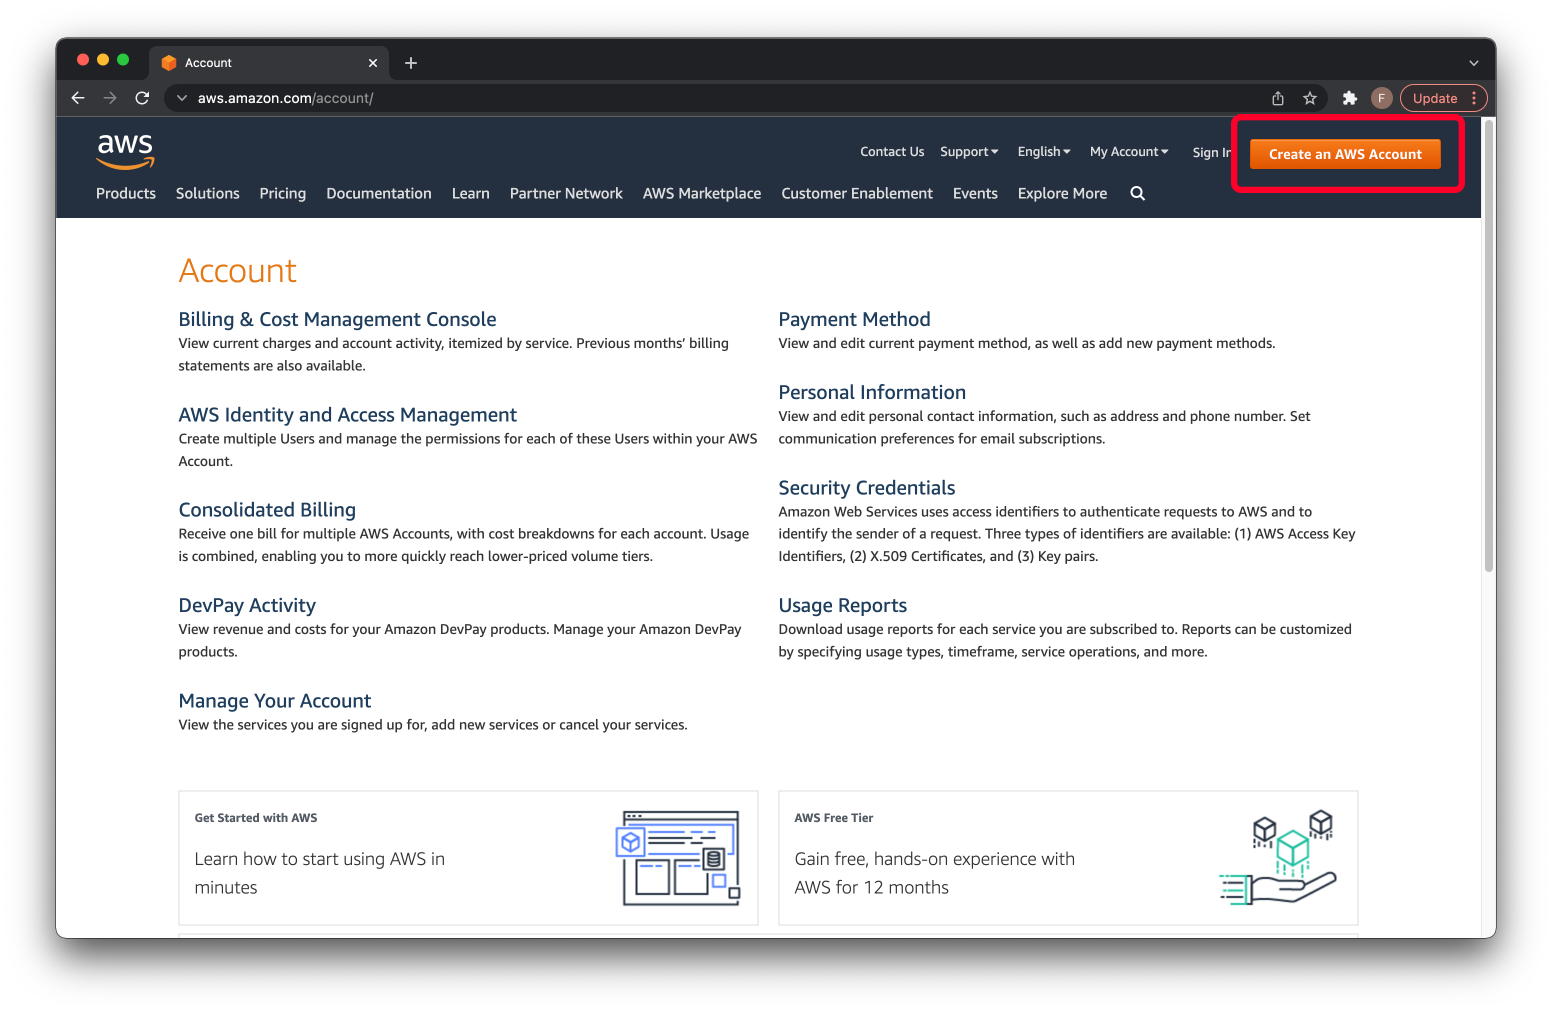 Account
aws.amazon.com/account/
F
Update
aws
Contact Us Support English My Account Sign In Create an AWS Account
Products Solutions Pricing Documentation Learn Partner Network AWS Marketplace Customer Enablement Events Explore More
Account
Billing & Cost Management Console
View current charges and account activity, itemized by service. Previous months’ billing
statements are also available.
AWS Identity and Access Management
Create multiple Users and manage the permissions for each of these Users within your AWS
Account.
Consolidated Billing
Receive one bill for multiple AWS Accounts, with cost breakdowns for each account. Usage
is combined, enabling you to more quickly reach lower-priced volume tiers.
DevPay Activity
View revenue and costs for your Amazon DevPay products. Manage your Amazon DevPay
products.
Manage Your Account
View the services you are signed up for, add new services or cancel your services.
Payment Method
View and edit current payment method, as well as add new payment methods.
Personal Information
View and edit personal contact information, such as address and phone number. Set
communication preferences for email subscriptions.
Security Credentials
Amazon Web Services uses access identifiers to authenticate requests to AWS and to
identify the sender of a request. Three types of identifiers are available: (1) AWS Access Key
Identifiers, (2) X.509 Certificates, and (3) Key pairs.
Usage Reports
Download usage reports for each service you are subscribed to. Reports can be customized
by specifying usage types, timeframe, service operations, and more.
Get Started with AWS
Learn how to start using AWS in
minutes
AWS Free Tier
Gain free, hands-on experience with
AWS for 12 months